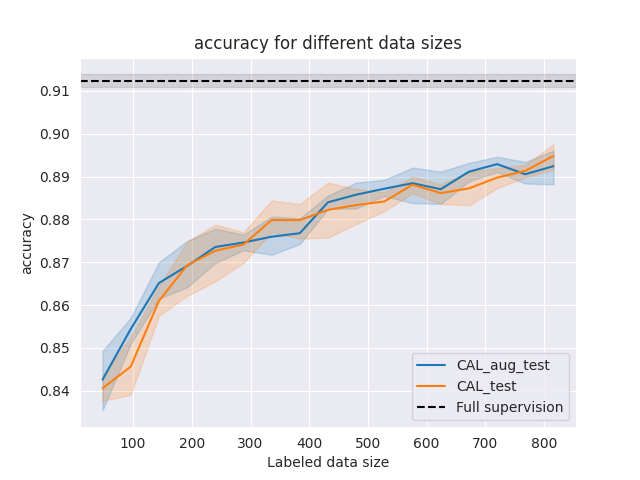 accuracy for different data sizes
0.91
0.90
0.89
0.88
0.87
0.86
0.85
0.84
accuracy
100 200 300 400 500 600 700 800
Labeled data size
CAL_aug_test
CAL_test
Full supervision